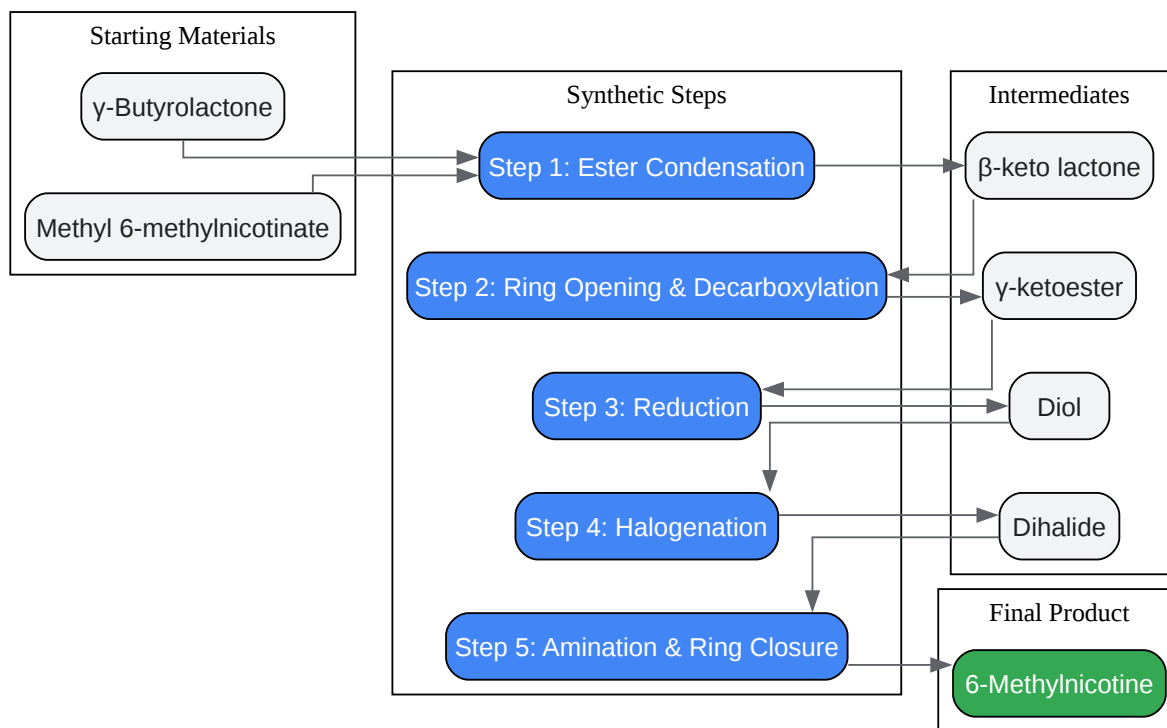 Starting Materials
γ-Butyrolactone
Methyl 6-methylnicotinate
Synthetic Steps
Step 1: Ester Condensation
Step 2: Ring Opening & Decarboxylation
Step 3: Reduction
Step 4: Halogenation
Step 5: Amination & Ring Closure
Intermediates
β-keto lactone
γ-ketoester
Diol
Dihalide
Final Product
6-Methylnicotine